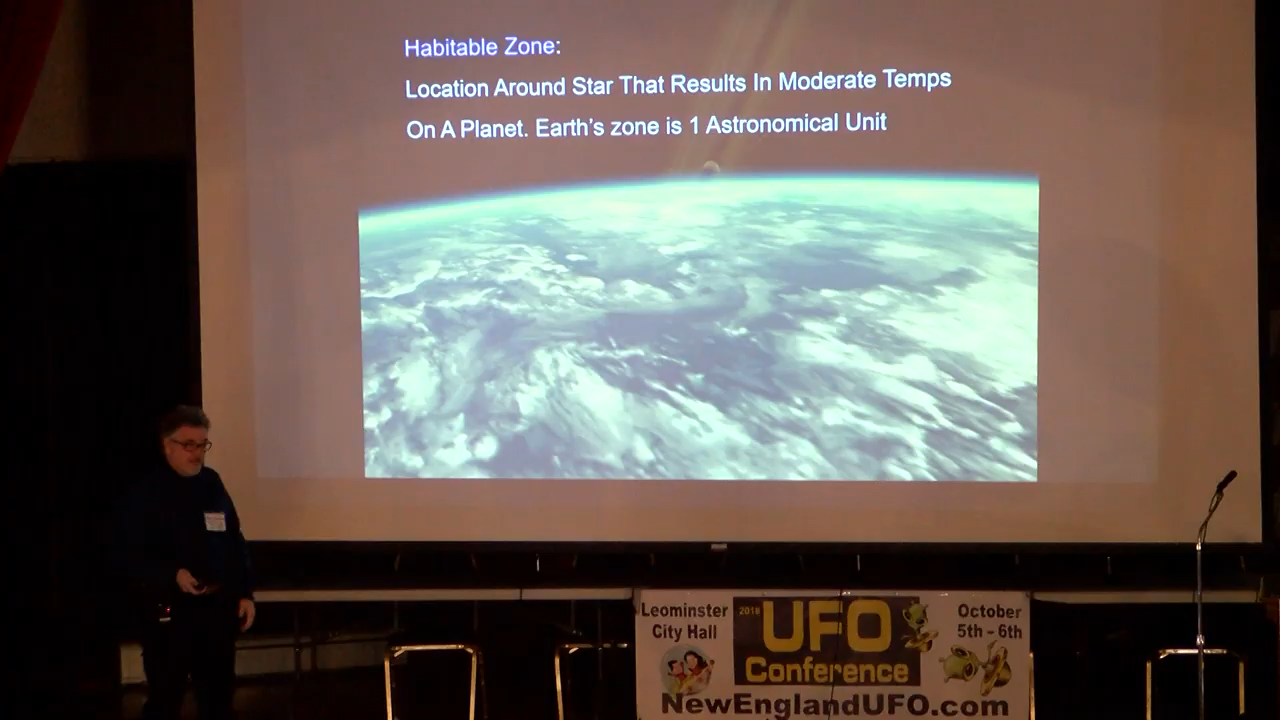 Habitable Zone:
Location Around Star That Results In Moderate Temps
On A Planet. Earth's zone is 1 Astronomical Unit
Leominster
City Hall
2018
UFO
Conference
October
5th - 6th
NewEnglandUFO.com